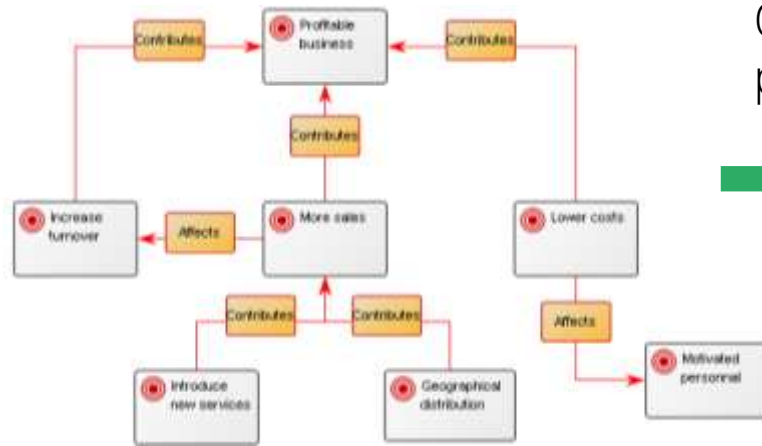 Profitable
business
Contributes
Contributes
Contributes
Increase
turnover
Affects
More sales
Lower costs
Contributes
Contributes
Affects
Introduce
new services
Geographical
distribution
Motivated
personnel